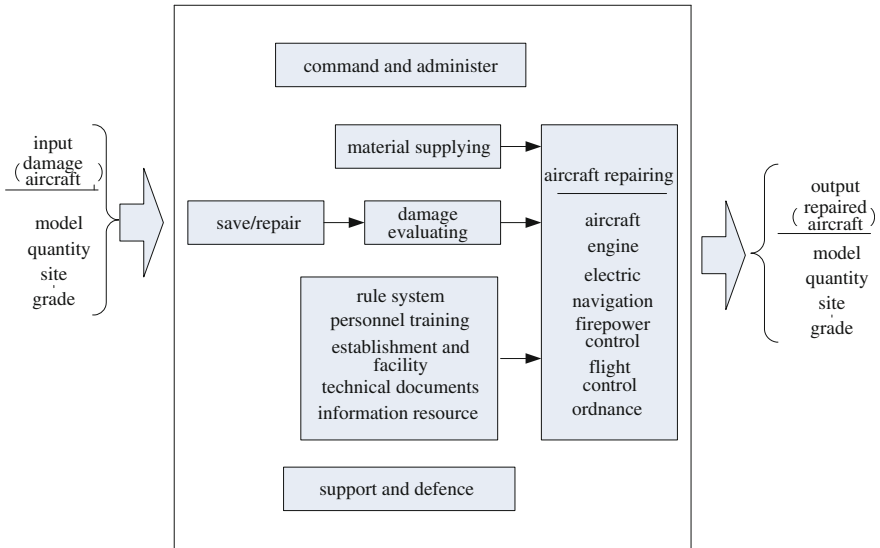 command and administer
input
(damage
aircraft)
model
quantity
site
grade
material supplying
save/repair
damage
evaluating
rule system
personnel training
establishment and
facility
technical documents
information resource
aircraft repairing
aircraft
engine
electric
navigation
firepower
control
flight
control
ordnance
support and defence
output
(repaired
aircraft)
model
quantity
site
grade